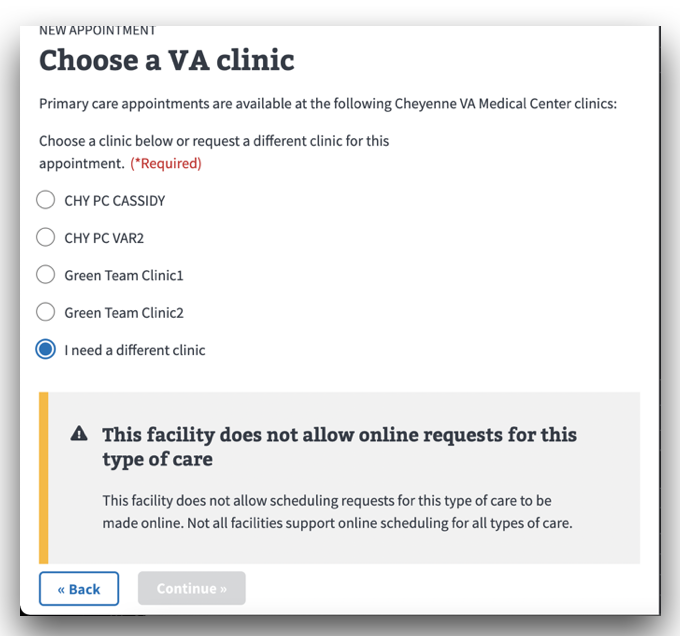 NEW APPOINTMENT
Choose a VA clinic
Primary care appointments are available at the following Cheyenne VA Medical Center clinics:
Choose a clinic below or request a different clinic for this
appointment. (*Required)
CHY PC CASSIDY
CHY PC VAR2
Green Team Clinic1
Green Team Clinic2
I need a different clinic
This facility does not allow online requests for this
type of care
This facility does not allow scheduling requests for this type of care to be
made online. Not all facilities support online scheduling for all types of care.
« Back
Continue »